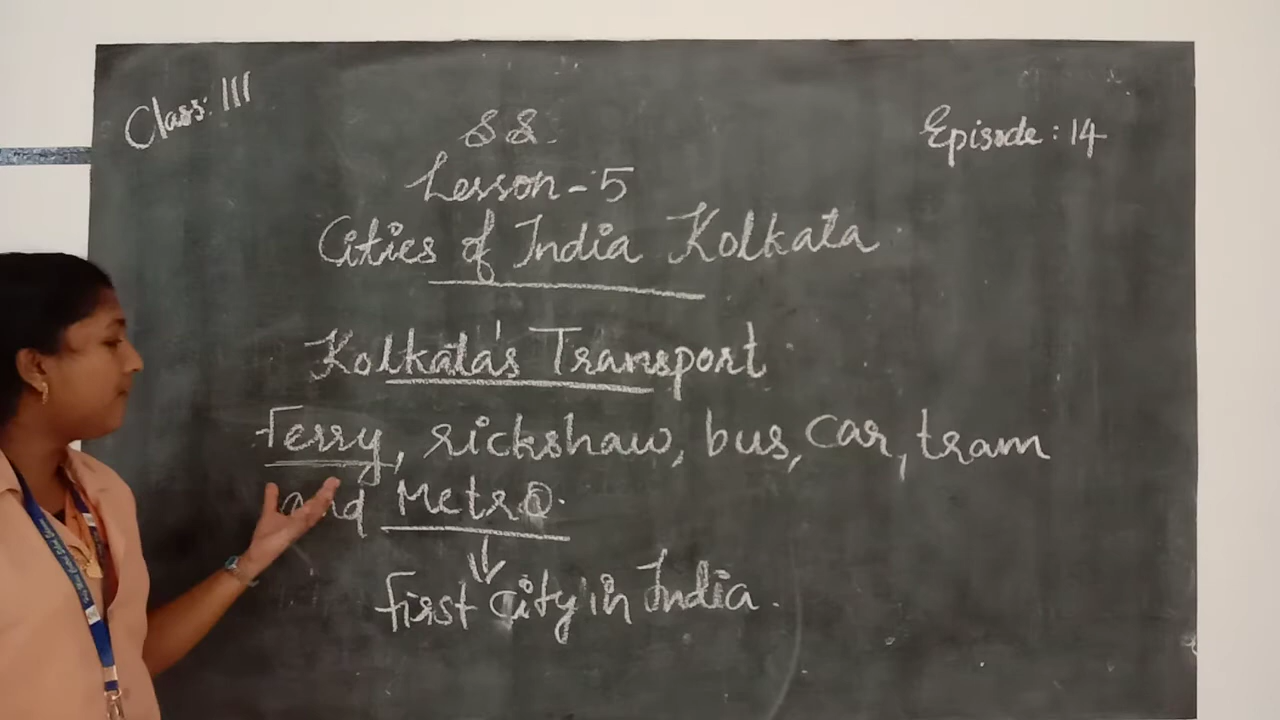 Class: III
S S.
Episode : 14
Lesson - 5
Cities of India Kolkata
Kolkata's Transport
Ferry, rickshaw, bus, car, tram
and Metro.
↓
first city in India.